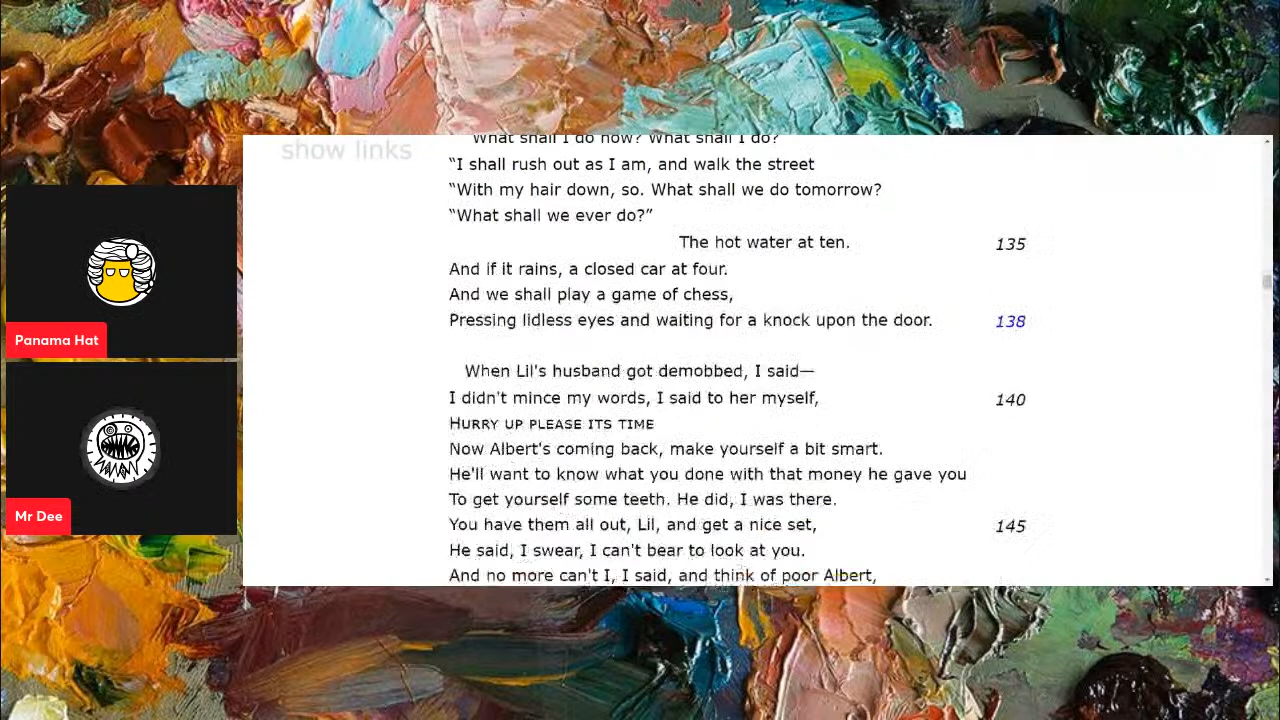 show links
What shall I do now? What shall I do?
“I shall rush out as I am, and walk the street
“With my hair down, so. What shall we do tomorrow?
“What shall we ever do?”
The hot water at ten. 135
And if it rains, a closed car at four.
And we shall play a game of chess,
Pressing lidless eyes and waiting for a knock upon the door. 138
When Lil's husband got demobbed, I said—
I didn't mince my words, I said to her myself, 140
HURRY UP PLEASE ITS TIME
Now Albert's coming back, make yourself a bit smart.
He'll want to know what you done with that money he gave you
To get yourself some teeth. He did, I was there.
You have them all out, Lil, and get a nice set, 145
He said, I swear, I can't bear to look at you.
And no more can't I, I said, and think of poor Albert,
Panama Hat
Mr Dee